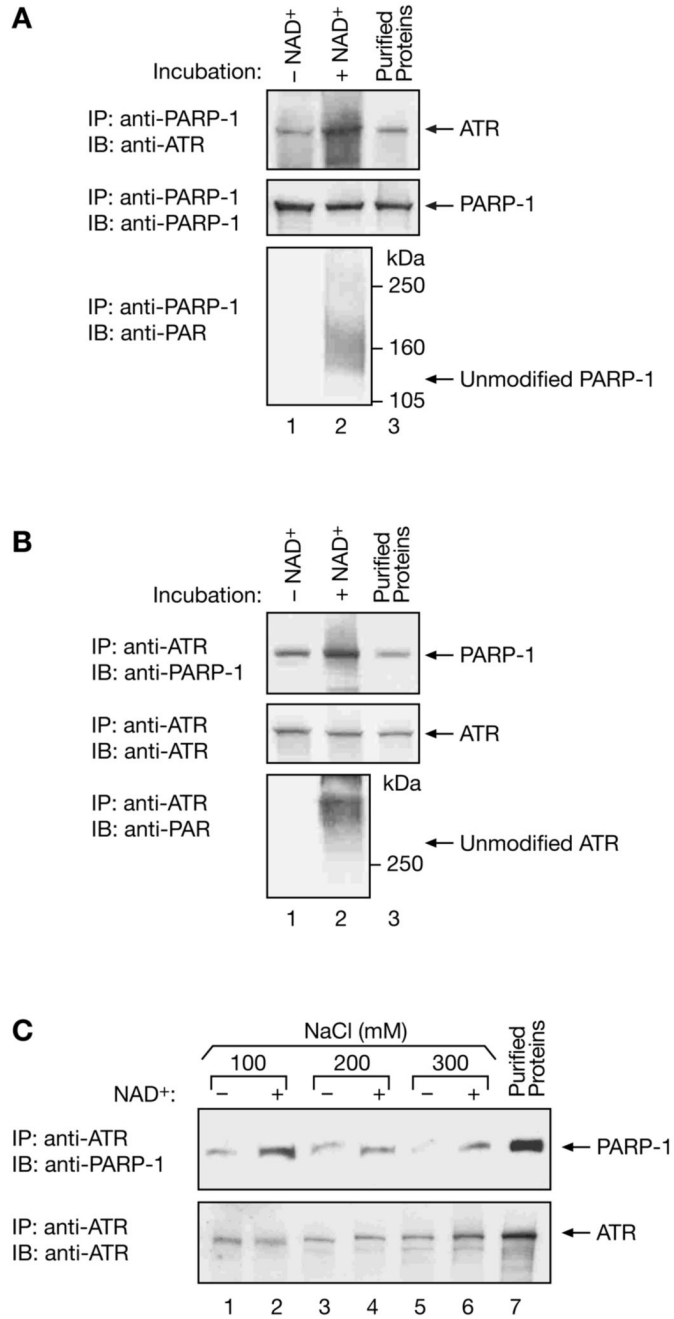 A
Incubation:
– NAD+
+ NAD+
Purified
Proteins
IP: anti-PARP-1
IB: anti-ATR
ATR
IP: anti-PARP-1
IB: anti-PARP-1
PARP-1
kDa
250
IP: anti-PARP-1
IB: anti-PAR
160
Unmodified PARP-1
105
1 2 3
B
Incubation:
– NAD+
+ NAD+
Purified
Proteins
IP: anti-ATR
IB: anti-PARP-1
PARP-1
IP: anti-ATR
IB: anti-ATR
ATR
kDa
IP: anti-ATR
IB: anti-PAR
Unmodified ATR
250
1 2 3
C
NaCl (mM)
100 200 300
Purified
Proteins
NAD+: – + – + – +
IP: anti-ATR
IB: anti-PARP-1
PARP-1
IP: anti-ATR
IB: anti-ATR
ATR
1 2 3 4 5 6 7